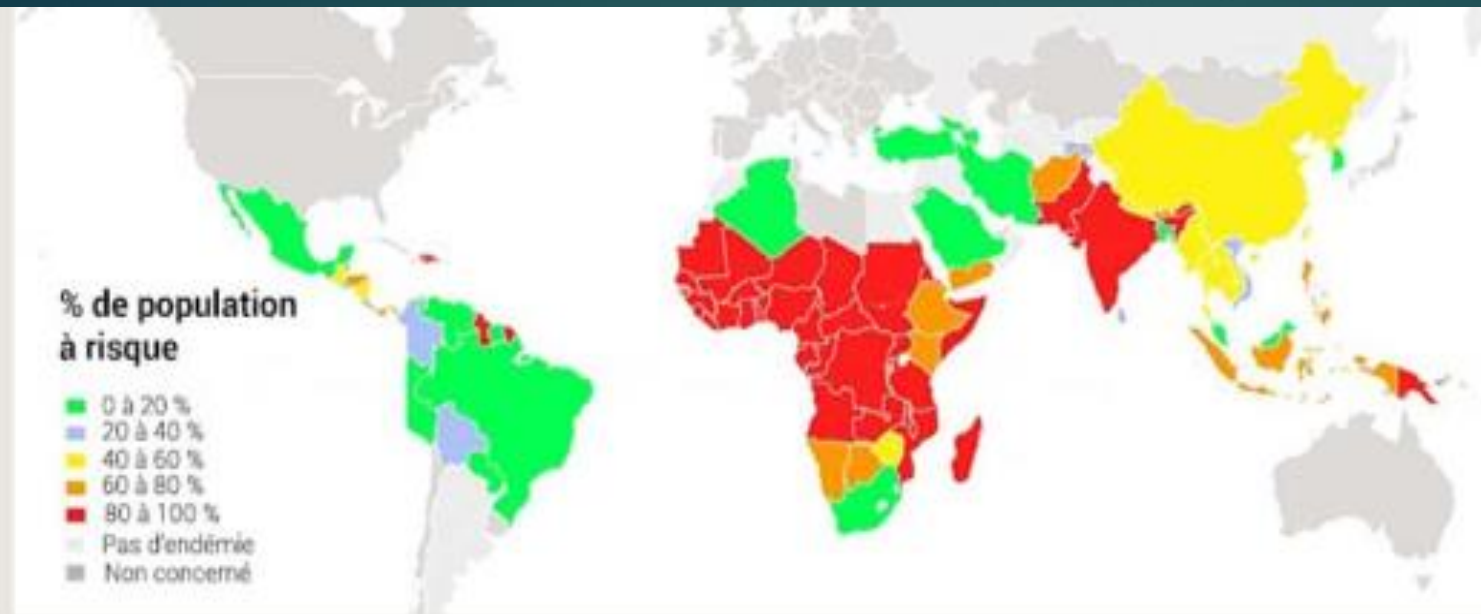 % de population
à risque
0 à 20 %
20 à 40 %
40 à 60 %
60 à 80 %
80 à 100 %
Pas d'endémie
Non concerné